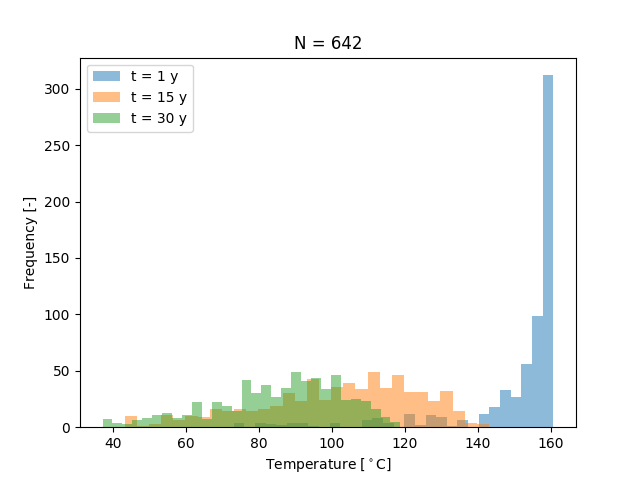 N = 642
t = 1 y
t = 15 y
t = 30 y
300
250
200
150
100
50
0
Frequency [-]
40 60 80 100 120 140 160
Temperature [°C]